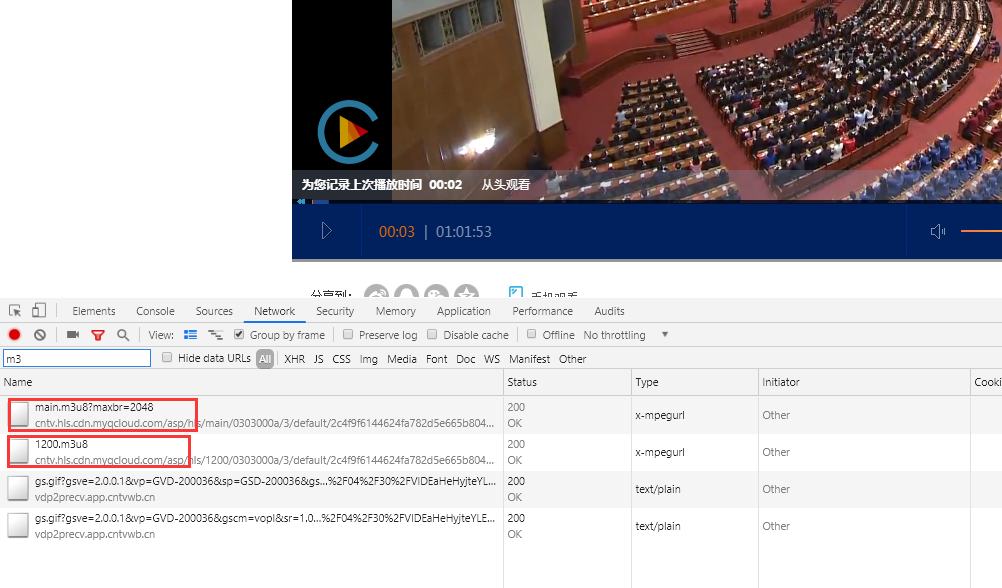 为您记录上次播放时间 00:02 从头观看
00:03 | 01:01:53
分享到: 手机观看
Elements Console Sources Network Security Memory Application Performance Audits
View: Group by frame Preserve log Disable cache Offline No throttling
m3 Hide data URLs All XHR JS CSS Img Media Font Doc WS Manifest Other
Name Status Type Initiator Cooki
main.m3u8?maxbr=2048 200
cntv.hls.cdn.myqcloud.com/asp/hls/main/0303000a/3/default/2c4f9f6144624fa782d5e665b804... OK x-mpegurl Other
1200.m3u8 200
cntv.hls.cdn.myqcloud.com/asp/hls/1200/0303000a/3/default/2c4f9f6144624fa782d5e665b804... OK x-mpegurl Other
gs.gif?gsve=2.0.0.1&vp=GVD-200036&sp=GSD-200036&gs...%2F04%2F30%2FVIDEaHeHyjteYL... 200
vdp2precv.app.cntvwb.cn OK text/plain Other
gs.gif?gsve=2.0.0.1&vp=GVD-200036&gscm=vopl&sr=1.0...%2F04%2F30%2FVIDEaHeHyjteYLE... 200
vdp2precv.app.cntvwb.cn OK text/plain Other